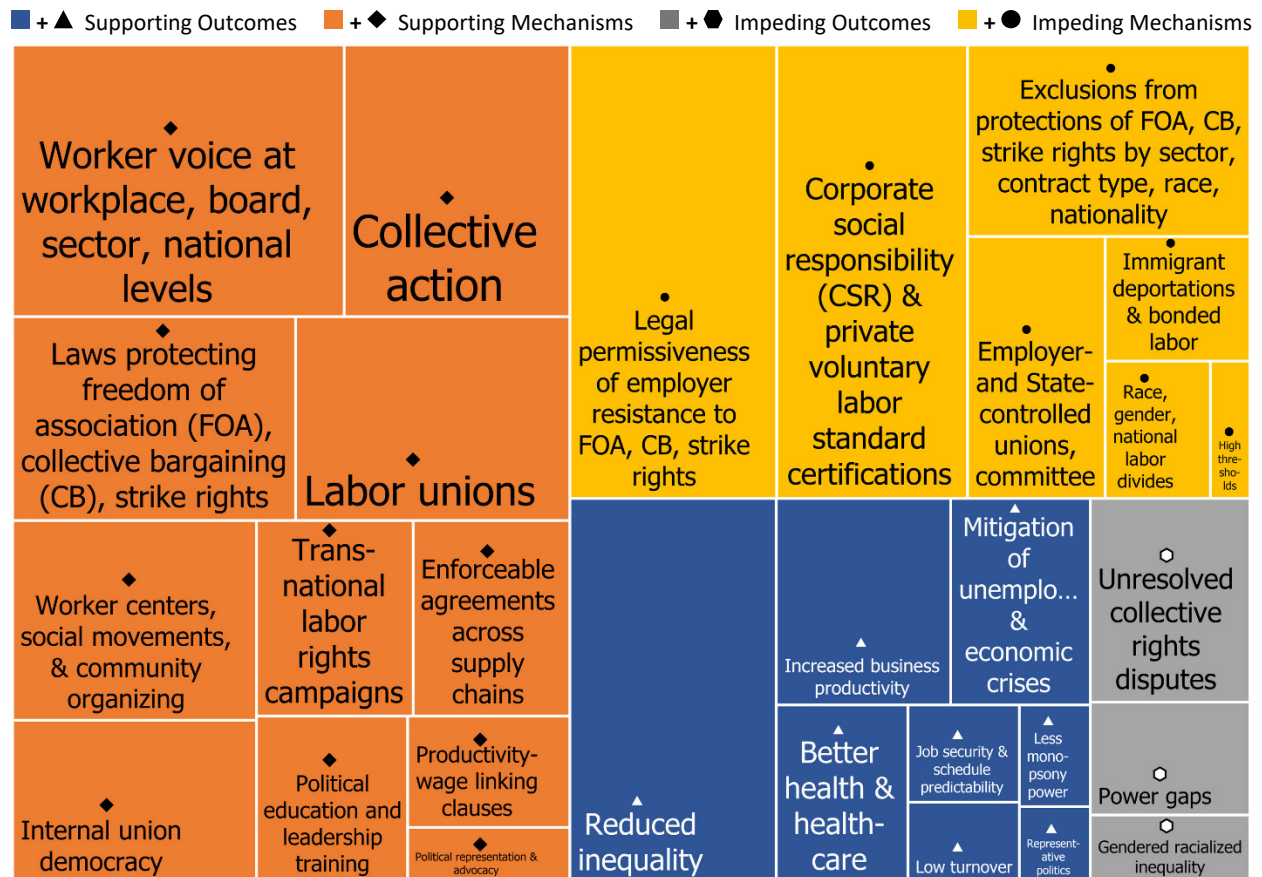 + Supporting Outcomes
+ Supporting Mechanisms
+ Impeding Outcomes
+ Impeding Mechanisms
Worker voice at
workplace, board,
sector, national
levels
Collective
action
Laws protecting
freedom of
association (FOA),
collective bargaining
(CB), strike rights
Labor unions
Worker centers,
social movements,
& community
organizing
Trans-
national
labor
rights
campaigns
Enforceable
agreements
across
supply
chains
Internal union
democracy
Political
education and
leadership
training
Productivity-
wage linking
clauses
Political representation &
advocacy
Legal
permissiveness
of employer
resistance to
FOA, CB, strike
rights
Corporate
social
responsibility
(CSR) &
private
voluntary
labor
standard
certifications
Exclusions from
protections of FOA, CB,
strike rights by sector,
contract type, race,
nationality
Employer-
and State-
controlled
unions,
committee
Immigrant
deportations
& bonded
labor
Race,
gender,
national
labor
divides
High
thre-
sho-
lds
Reduced
inequality
Increased business
productivity
Mitigation
of
unemplo...
&
economic
crises
Better
health &
health-
care
Job security &
schedule
predictability
Less
mono-
psony
power
Low turnover
Represent-
ative
politics
Unresolved
collective
rights
disputes
Power gaps
Gendered racialized
inequality